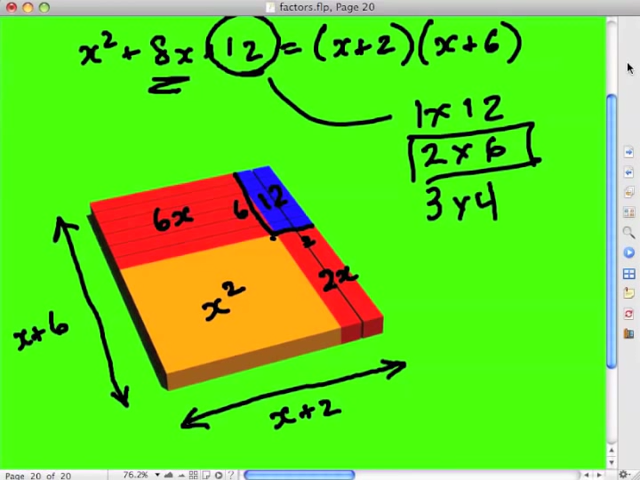 factors.flp, Page 20
x² + 8x + 12 = (x+2)(x+6)
1 x 12
2 x 6
3 x 4
6x
6
12
2
x²
2x
x+6
x+2
Page 20 of 20
76.2%